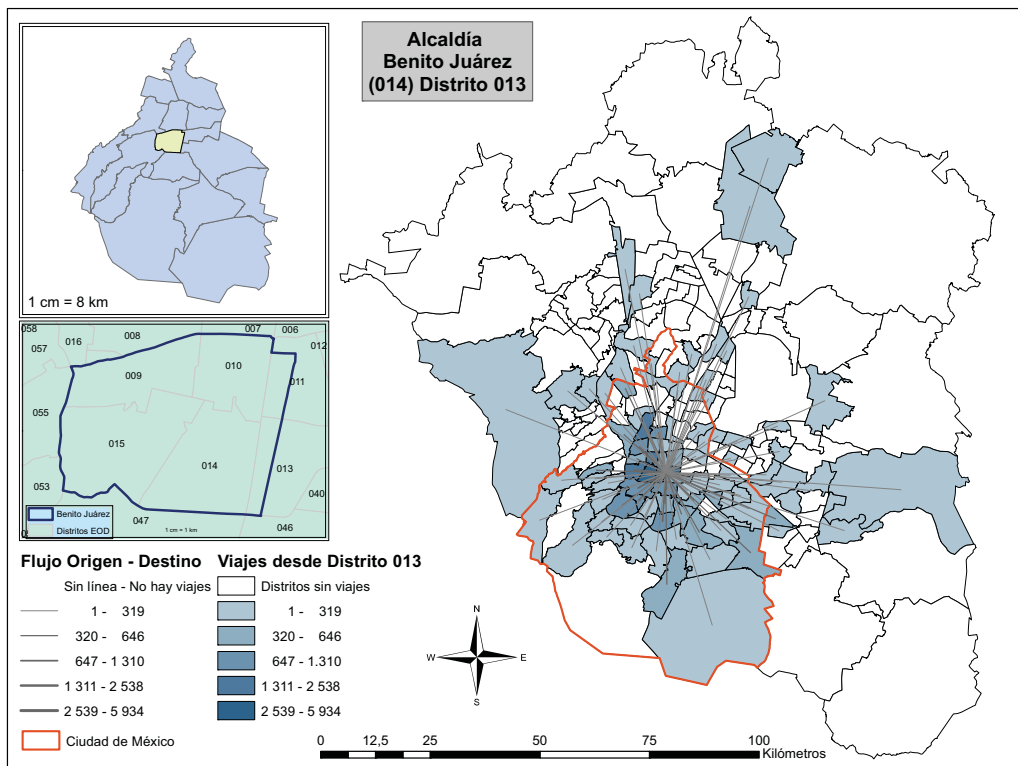 Alcaldía
Benito Juárez
(014) Distrito 013
1 cm = 8 km
058
016
008
007
006
057
012
009
010
011
055
015
014
013
053
040
047
046
Benito Juárez
Distritos EOD
1 cm = 1 km
Flujo Origen - Destino
Sin línea - No hay viajes
1 - 319
320 - 646
647 - 1 310
1 311 - 2 538
2 539 - 5 934
Ciudad de México
Viajes desde Distrito 013
Distritos sin viajes
1 - 319
320 - 646
647 - 1.310
1 311 - 2 538
2 539 - 5 934
N
W
E
S
0 12,5 25 50 75 100
Kilómetros